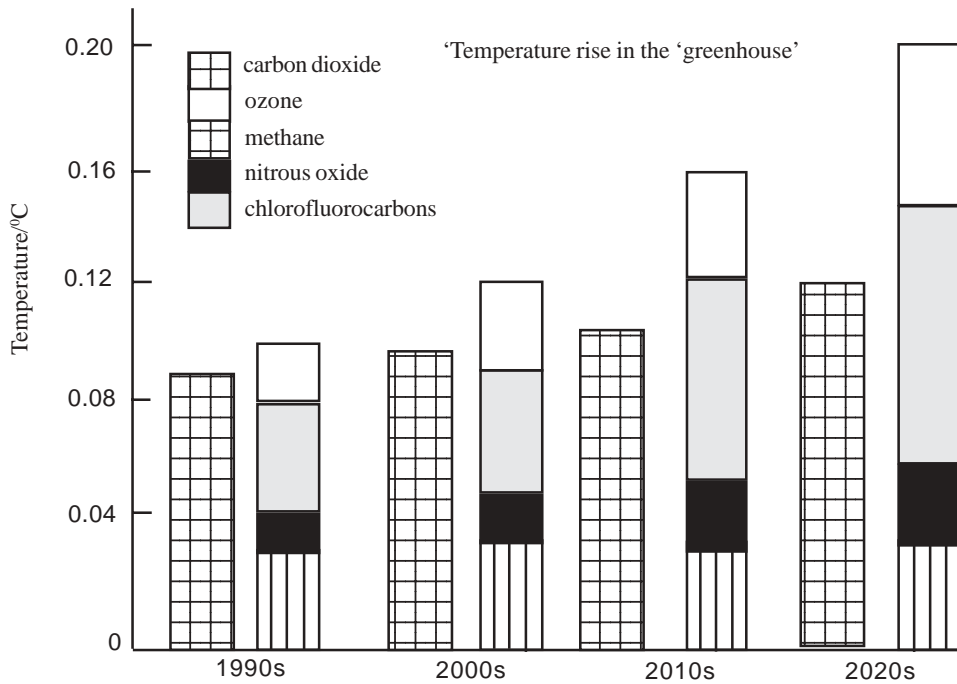 0.20
'Temperature rise in the 'greenhouse'
carbon dioxide
ozone
methane
nitrous oxide
chlorofluorocarbons
0.16
0.12
0.08
0.04
0
Temperature/⁰C
1990s
2000s
2010s
2020s